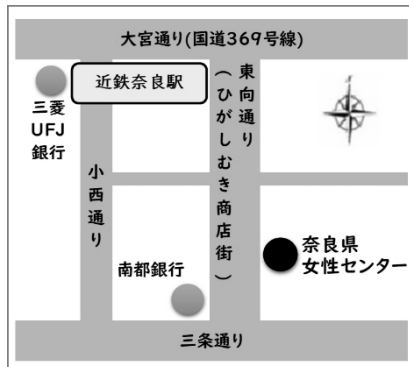 大宮通り(国道369号線)
近鉄奈良駅
三菱
UFJ
銀行
小西通り
東向通り
(ひがしむき商店街)
南都銀行
奈良県
女性センター
三条通り